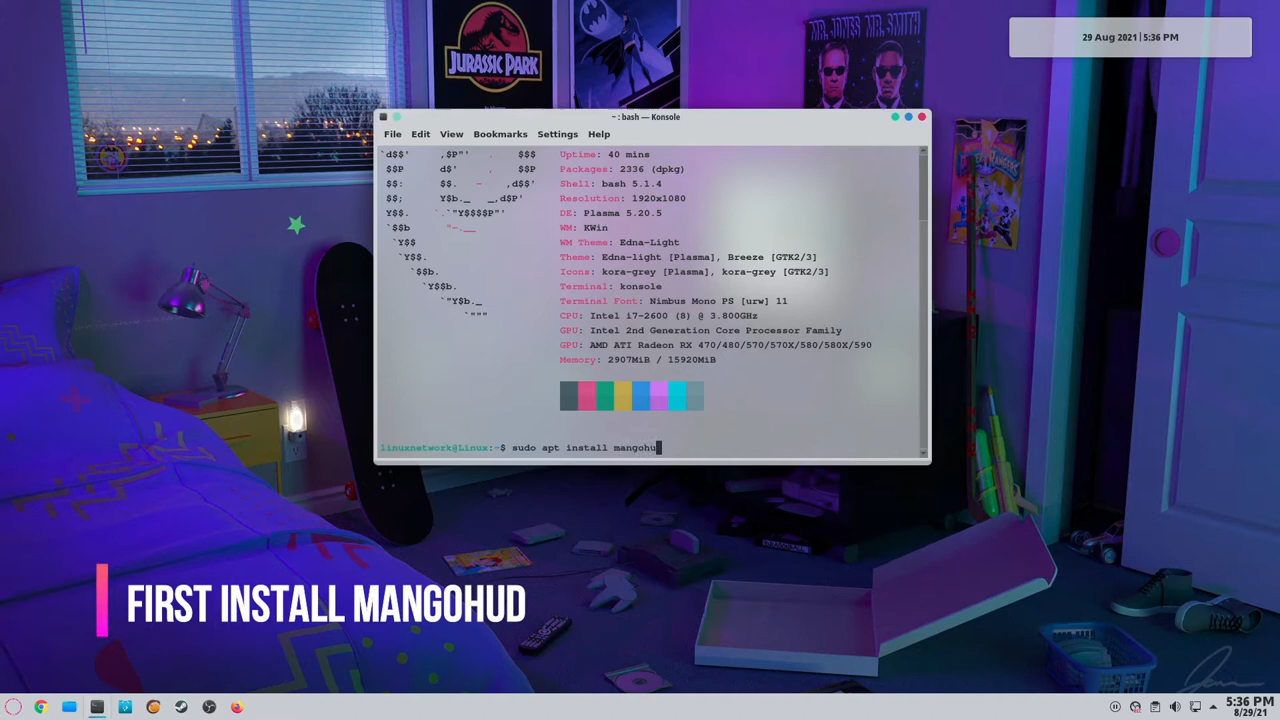 JURASSIC PARK
MR. JONES MR. SMITH
29 Aug 2021|5:36 PM
~ : bash — Konsole
File Edit View Bookmarks Settings Help
`d$$' ,$P"' . $$$ Uptime: 40 mins
$$P d$' , $$P Packages: 2336 (dpkg)
$$: $$. - ,d$$' Shell: bash 5.1.4
$$; Y$b._ _,d$P' Resolution: 1920x1080
Y$$. `.`"Y$$$$P"' DE: Plasma 5.20.5
`$$b "-.__ WM: KWin
`Y$$ WM Theme: Edna-Light
`Y$$. Theme: Edna-light [Plasma], Breeze [GTK2/3]
`$$b. Icons: kora-grey [Plasma], kora-grey [GTK2/3]
`Y$$b. Terminal: konsole
`"Y$b._ Terminal Font: Nimbus Mono PS [urw] 11
`""" CPU: Intel i7-2600 (8) @ 3.800GHz
GPU: Intel 2nd Generation Core Processor Family
GPU: AMD ATI Radeon RX 470/480/570/570X/580/580X/590
Memory: 2907MiB / 15920MiB
linuxnetwork@Linux:~$ sudo apt install mangohu
FIRST INSTALL MANGOHUD
5:36 PM
8/29/21